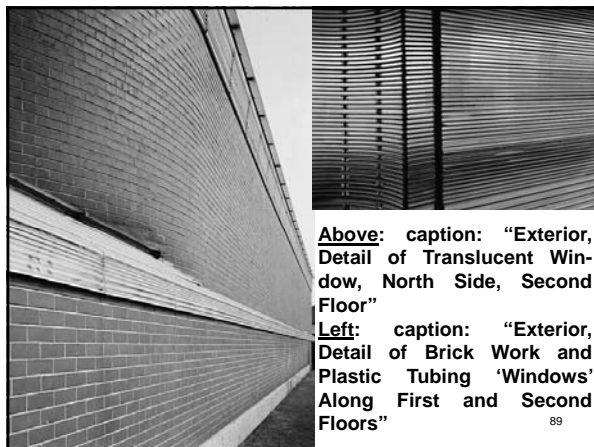 Above: caption: “Exterior,
Detail of Translucent Win-
dow, North Side, Second
Floor”
Left: caption: “Exterior,
Detail of Brick Work and
Plastic Tubing ‘Windows’
Along First and Second
Floors”
89